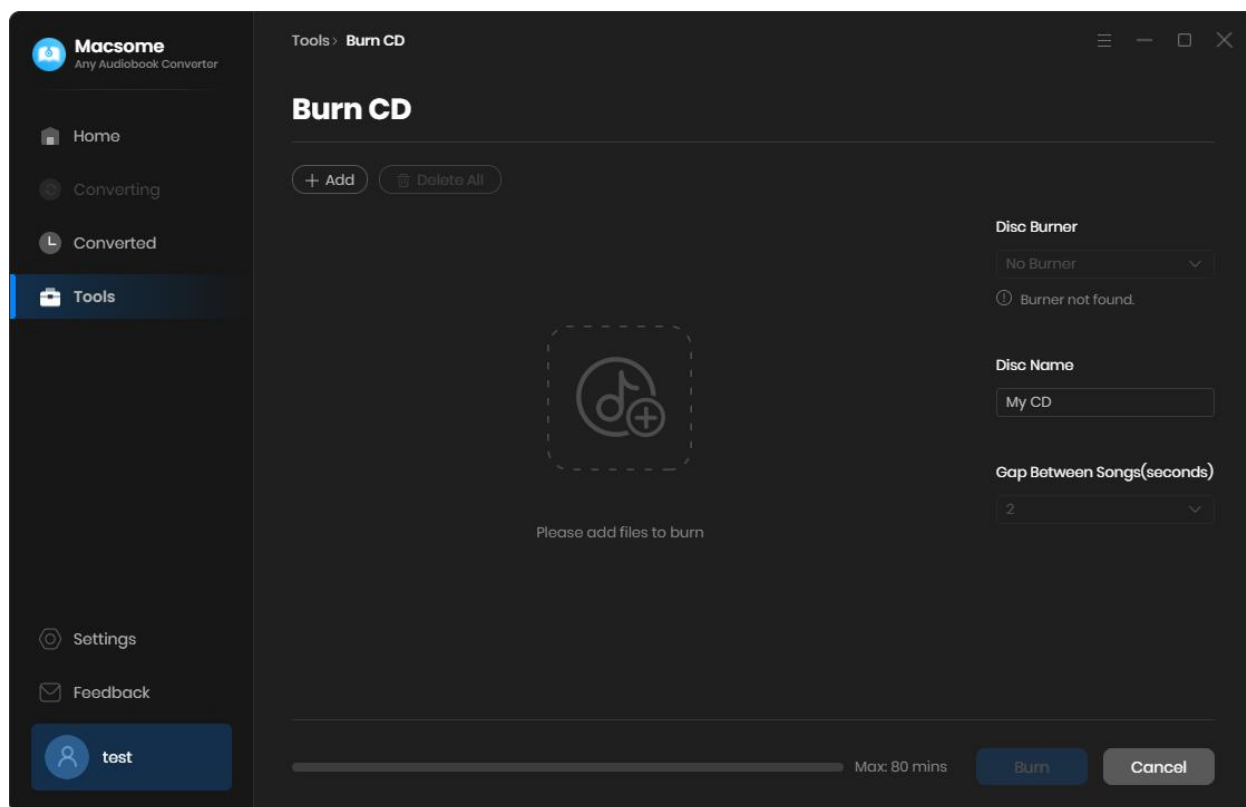 Macsome
Any Audiobook Converter
Home
Converting
Converted
Tools
Settings
Feedback
test
Tools› Burn CD
Burn CD
+ Add
Delete All
Please add files to burn
Disc Burner
No Burner
Burner not found.
Disc Name
My CD
Gap Between Songs(seconds)
2
Max: 80 mins
Burn
Cancel